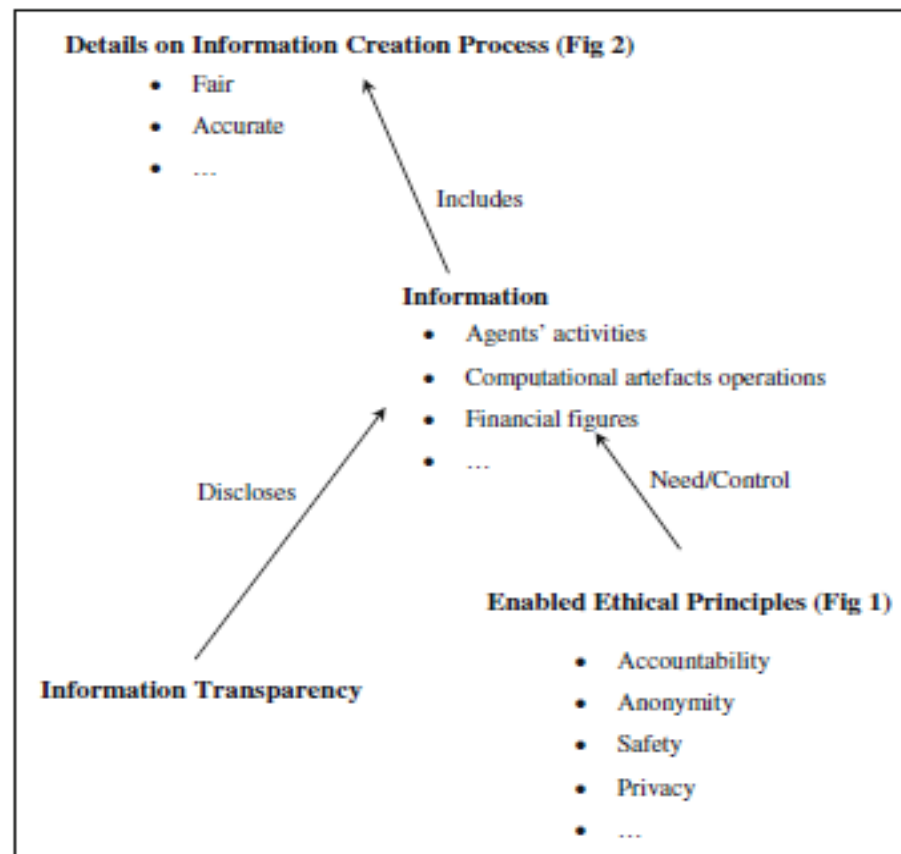 Details on Information Creation Process (Fig 2)
• Fair
• Accurate
• ...
Includes
Information
• Agents' activities
• Computational artefacts operations
• Financial figures
• ...
Discloses
Need/Control
Enabled Ethical Principles (Fig 1)
• Accountability
Information Transparency
• Anonymity
• Safety
• Privacy
• ...